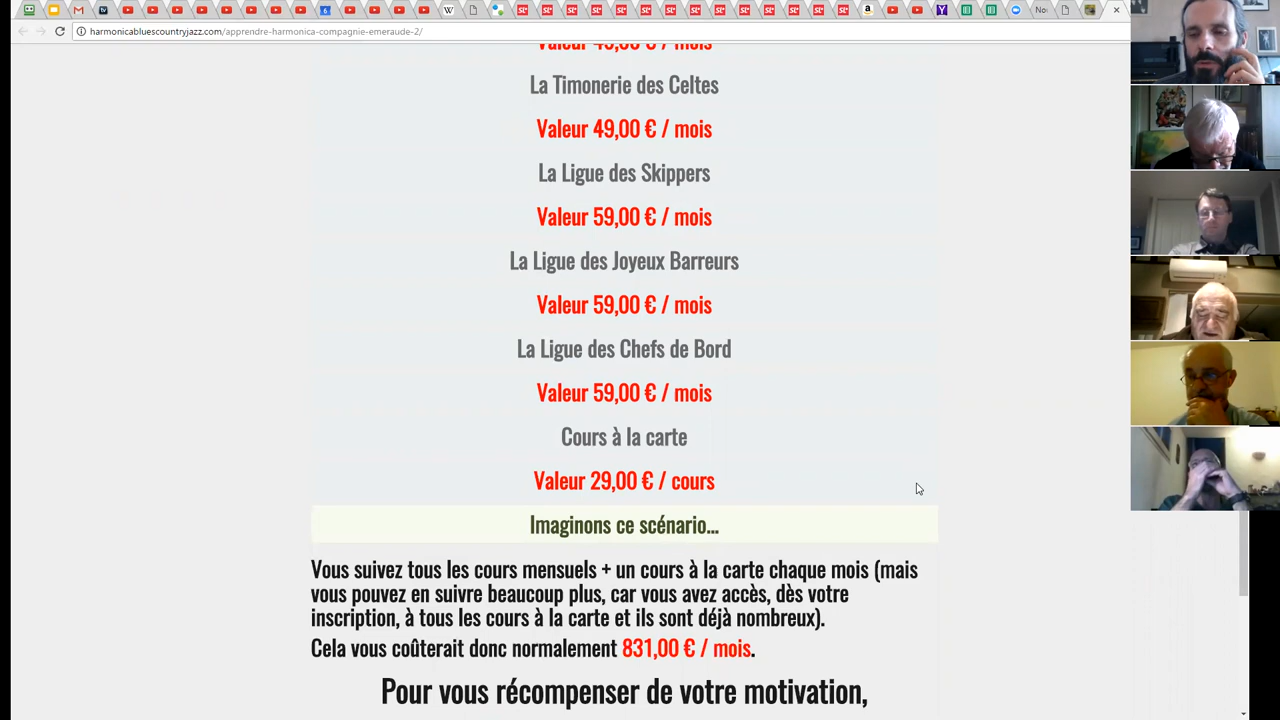 No
harmonicabluescountryjazz.com/apprendre-harmonica-compagnie-emeraude-2/
La Timonerie des Celtes
Valeur 49,00 € / mois
La Ligue des Skippers
Valeur 59,00 € / mois
La Ligue des Joyeux Barreurs
Valeur 59,00 € / mois
La Ligue des Chefs de Bord
Valeur 59,00 € / mois
Cours à la carte
Valeur 29,00 € / cours
Imaginons ce scénario...
Vous suivez tous les cours mensuels + un cours à la carte chaque mois (mais
vous pouvez en suivre beaucoup plus, car vous avez accès, dès votre
inscription, à tous les cours à la carte et ils sont déjà nombreux).
Cela vous coûterait donc normalement 831,00 € / mois.
Pour vous récompenser de votre motivation,